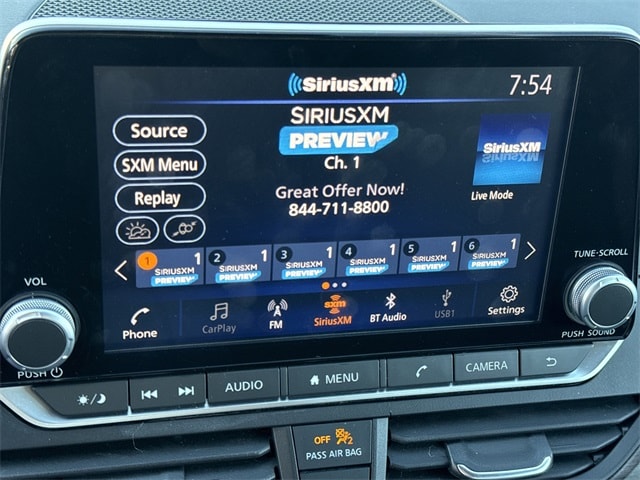 SiriusXM
7:54
SIRIUSXM
PREVIEW
Ch. 1
Source
SXM Menu
Replay
Great Offer Now!
844-711-8800
SiriusXM
SiriusXM
Live Mode
1 SIRIUSXM PREVIEW 1
2 SIRIUSXM PREVIEW 1
3 SIRIUSXM PREVIEW 1
4 SIRIUSXM PREVIEW 1
5 SIRIUSXM PREVIEW 1
6 SIRIUSXM PREVIEW 1
Phone
CarPlay
FM
sxm
SiriusXM
BT Audio
USB1
Settings
VOL
PUSH
TUNE·SCROLL
PUSH SOUND
AUDIO
MENU
CAMERA
OFF 2
PASS AIR BAG